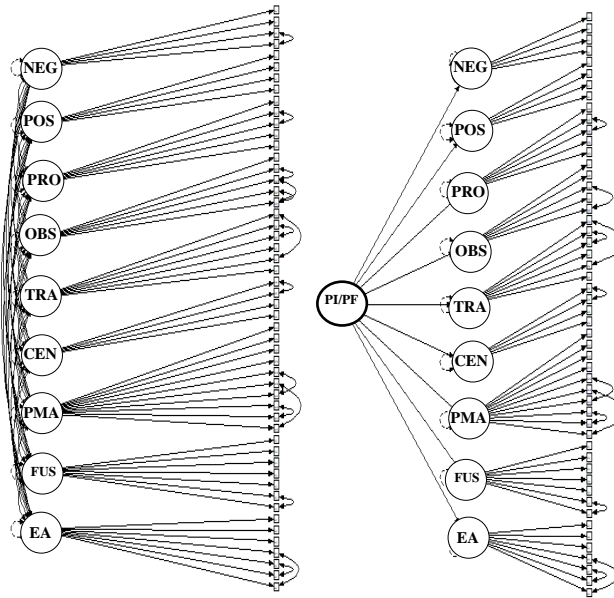 NEG
POS
PRO
OBS
TRA
CEN
PMA
FUS
EA
PI/PF
NEG
POS
PRO
OBS
TRA
CEN
PMA
FUS
EA